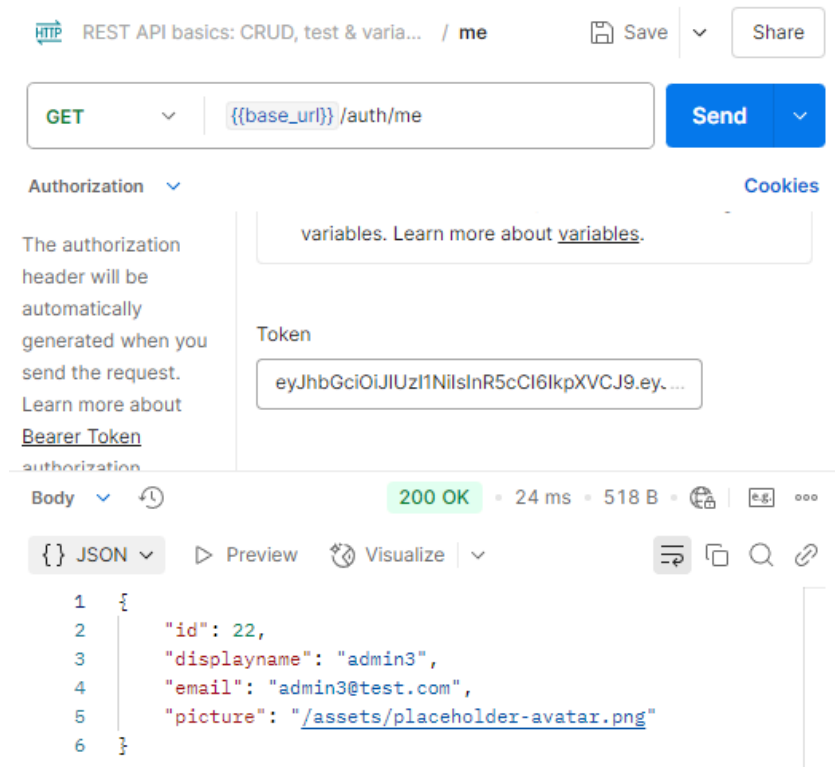 HTTP REST API basics: CRUD, test & varia... / me Save Share
GET {{base_url}}/auth/me Send
Authorization Cookies
The authorization
header will be
automatically
generated when you
send the request.
Learn more about
Bearer Token
authorization
variables. Learn more about variables.
Token
eyJhbGciOiJIUzI1NiIsInR5cCI6IkpXVCJ9.eyJ...
Body 200 OK • 24 ms • 518 B • e.g.
{} JSON Preview Visualize
1 {
2 "id": 22,
3 "displayname": "admin3",
4 "email": "admin3@test.com",
5 "picture": "/assets/placeholder-avatar.png"
6 }